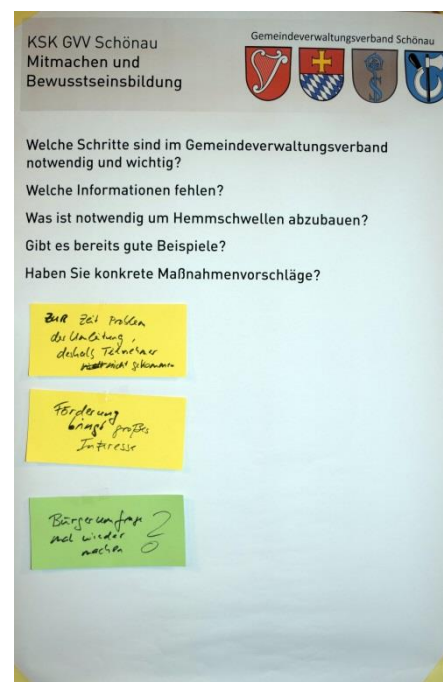 KSK GVV Schönau
Mitmachen und
Bewusstseinsbildung
Gemeindeverwaltungsverband Schönau
Welche Schritte sind im Gemeindeverwaltungsverband
notwendig und wichtig?
Welche Informationen fehlen?
Was ist notwendig um Hemmschwellen abzubauen?
Gibt es bereits gute Beispiele?
Haben Sie konkrete Maßnahmenvorschläge?
Zur Zeit Problem
der Umleitung,
deshalb Teilnehmer
nicht gekommen
Förderung
bringt großes
Interesse
Bürgerumfrage
mal wieder
machen ?